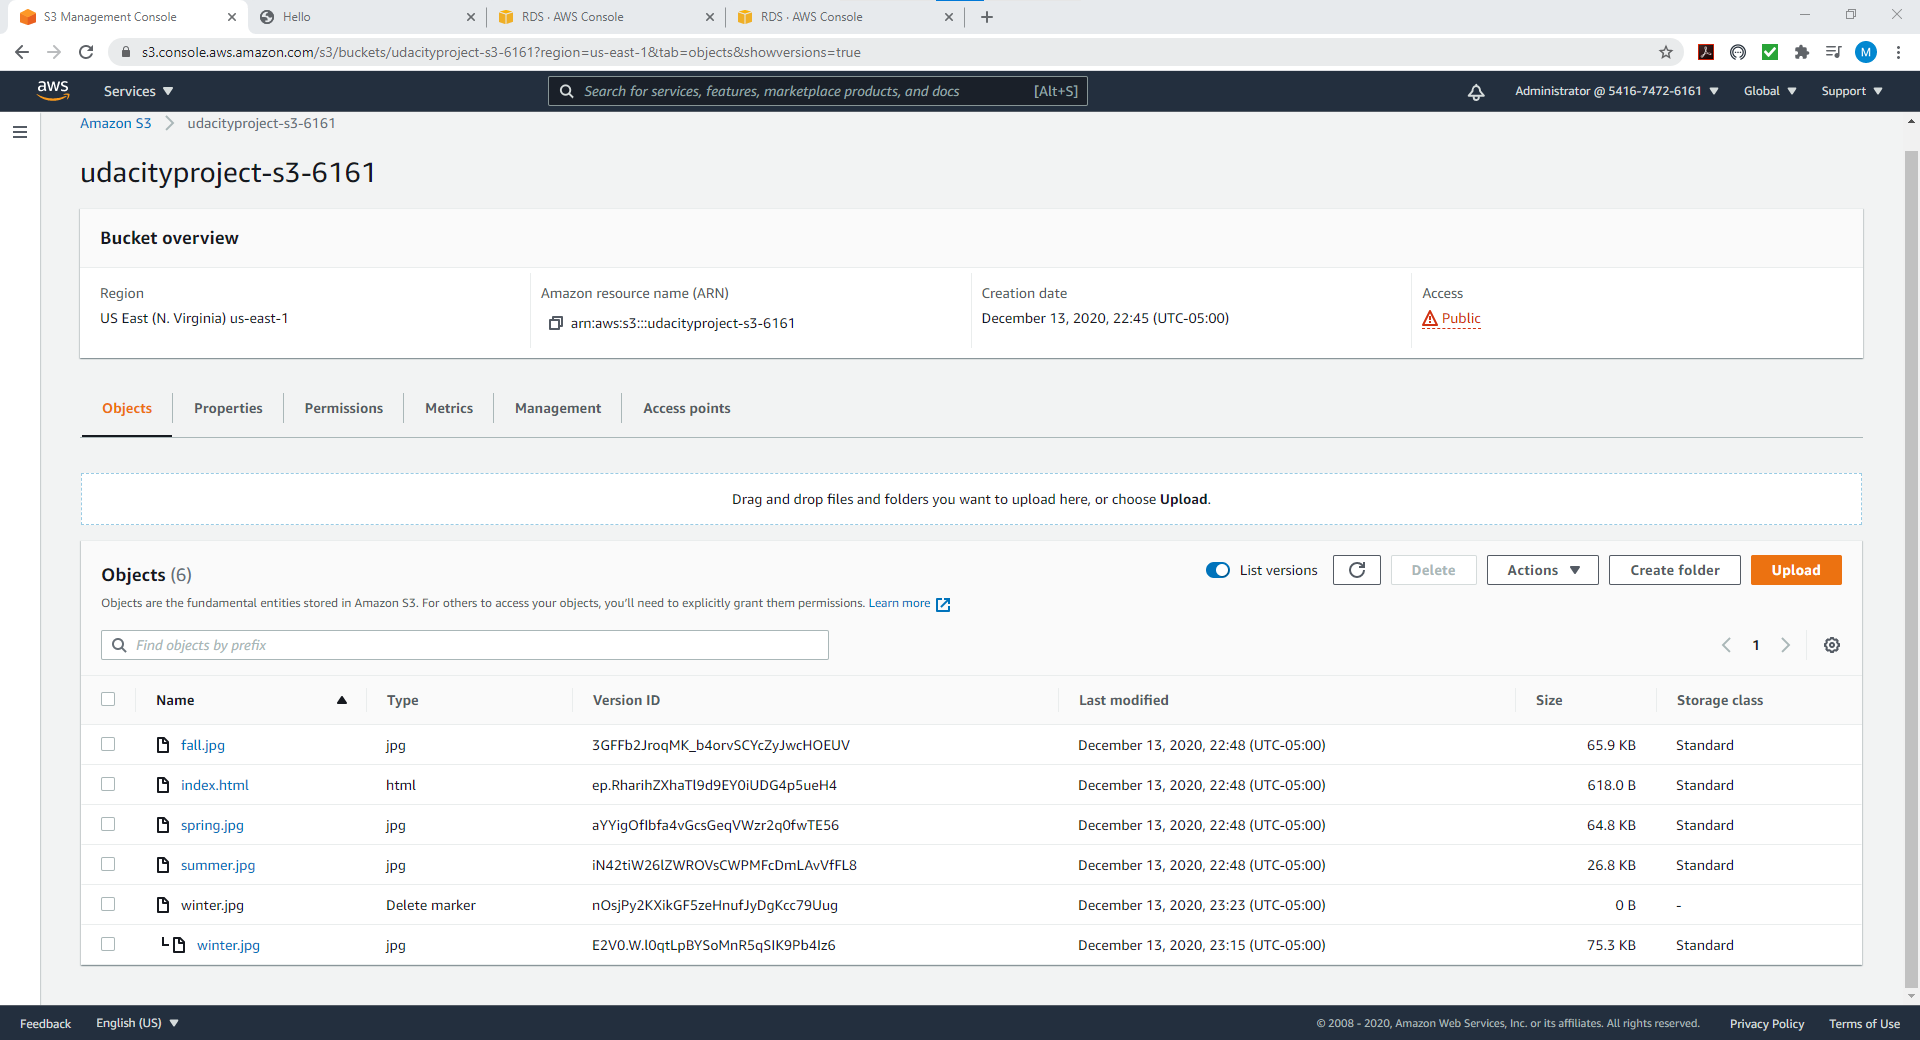 S3 Management Console
Hello
RDS · AWS Console
RDS · AWS Console
s3.console.aws.amazon.com/s3/buckets/udacityproject-s3-6161?region=us-east-1&tab=objects&showversions=true
M
aws
Services
Search for services, features, marketplace products, and docs [Alt+S]
Administrator @ 5416-7472-6161
Global
Support
Amazon S3 > udacityproject-s3-6161
udacityproject-s3-6161
Bucket overview
Region
US East (N. Virginia) us-east-1
Amazon resource name (ARN)
arn:aws:s3:::udacityproject-s3-6161
Creation date
December 13, 2020, 22:45 (UTC-05:00)
Access
Public
Objects
Properties
Permissions
Metrics
Management
Access points
Drag and drop files and folders you want to upload here, or choose Upload.
Objects (6)
List versions
Delete
Actions
Create folder
Upload
Objects are the fundamental entities stored in Amazon S3. For others to access your objects, you'll need to explicitly grant them permissions. Learn more
Find objects by prefix
1
Name Type Version ID Last modified Size Storage class
fall.jpg jpg 3GFFb2JroqMK_b4orvSCYcZyJwcHOEUV December 13, 2020, 22:48 (UTC-05:00) 65.9 KB Standard
index.html html ep.RharihZXhaTl9d9EY0iUDG4p5ueH4 December 13, 2020, 22:48 (UTC-05:00) 618.0 B Standard
spring.jpg jpg aYYigOfIbfa4vGcsGeqVWzr2q0fwTE56 December 13, 2020, 22:48 (UTC-05:00) 64.8 KB Standard
summer.jpg jpg iN42tiW26lZWROVsCWPMFcDmLAvVfFL8 December 13, 2020, 22:48 (UTC-05:00) 26.8 KB Standard
winter.jpg Delete marker nOsjPy2KXikGF5zeHnufJyDgKcc79Uug December 13, 2020, 23:23 (UTC-05:00) 0 B -
winter.jpg jpg E2V0.W.l0qtLpBYSoMnR5qSIK9Pb4Iz6 December 13, 2020, 23:15 (UTC-05:00) 75.3 KB Standard
Feedback
English (US)
© 2008 - 2020, Amazon Web Services, Inc. or its affiliates. All rights reserved.
Privacy Policy
Terms of Use